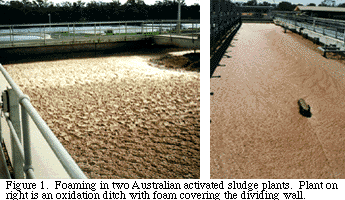 Figure 1.  Foaming in two Australian activated sludge plants.  Plant on
right is an oxidation ditch with foam covering the dividing wall.